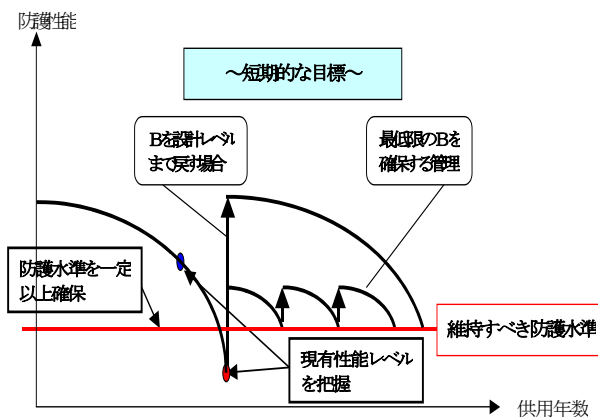 防護性能
～短期的な目標～
Bを設計レベル
まで戻す場合
最低限のBを
確保する管理
防護水準を一定
以上確保
維持すべき防護水準
現有性能レベル
を把握
供用年数